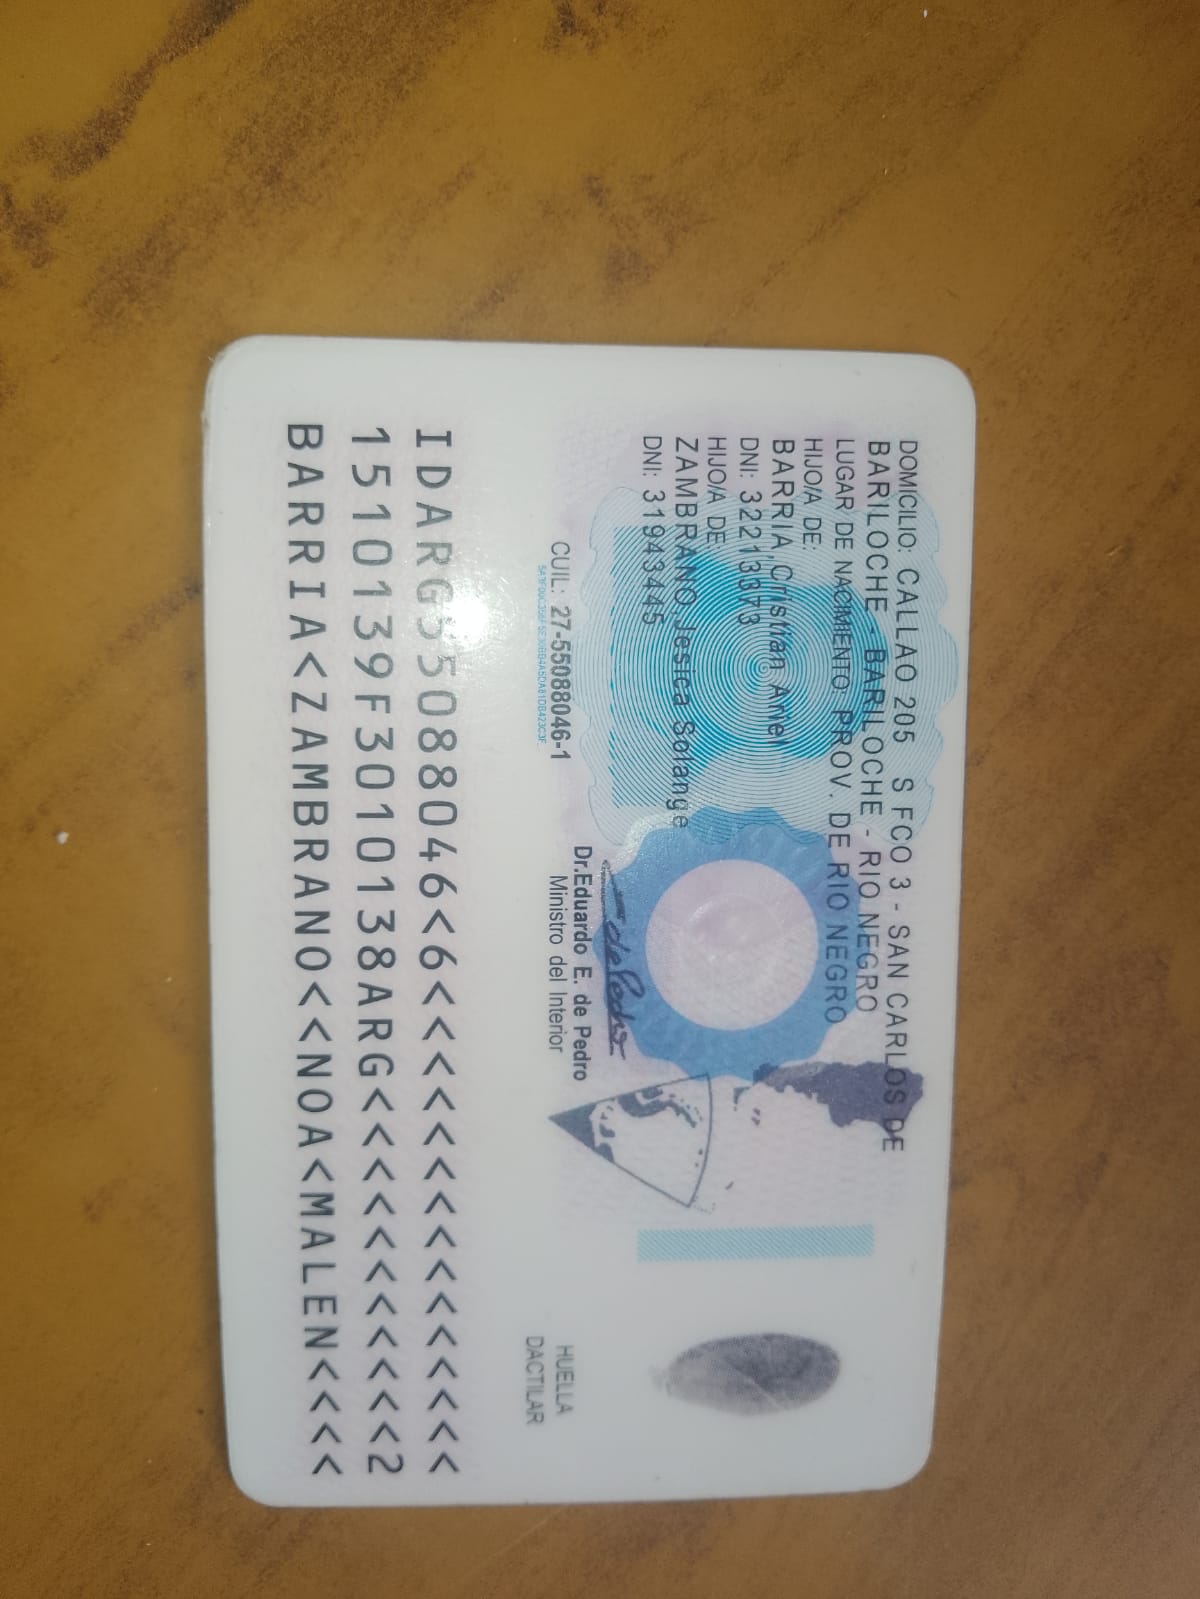 DOMICILIO: CALLAO 205 S FCO 3 - SAN CARLOS DE
BARILOCHE - BARILOCHE - RIO NEGRO
LUGAR DE NACIMIENTO: PROV. DE RIO NEGRO
HIJO/A DE:
BARRIA,Cristian Ariel
DNI: 32213373
HIJO/A DE:
ZAMBRANO,Jesica Solange
DNI: 31943445
CUIL: 27-55088046-1
Dr.Eduardo E. de Pedro
Ministro del Interior
HUELLA
DACTILAR
IDARG55088046<6<<<<<<<<<<<<<<<
1510139F3010138ARG<<<<<<<<<<<2
BARRIA<ZAMBRANO<<NOA<MALEN<<<<